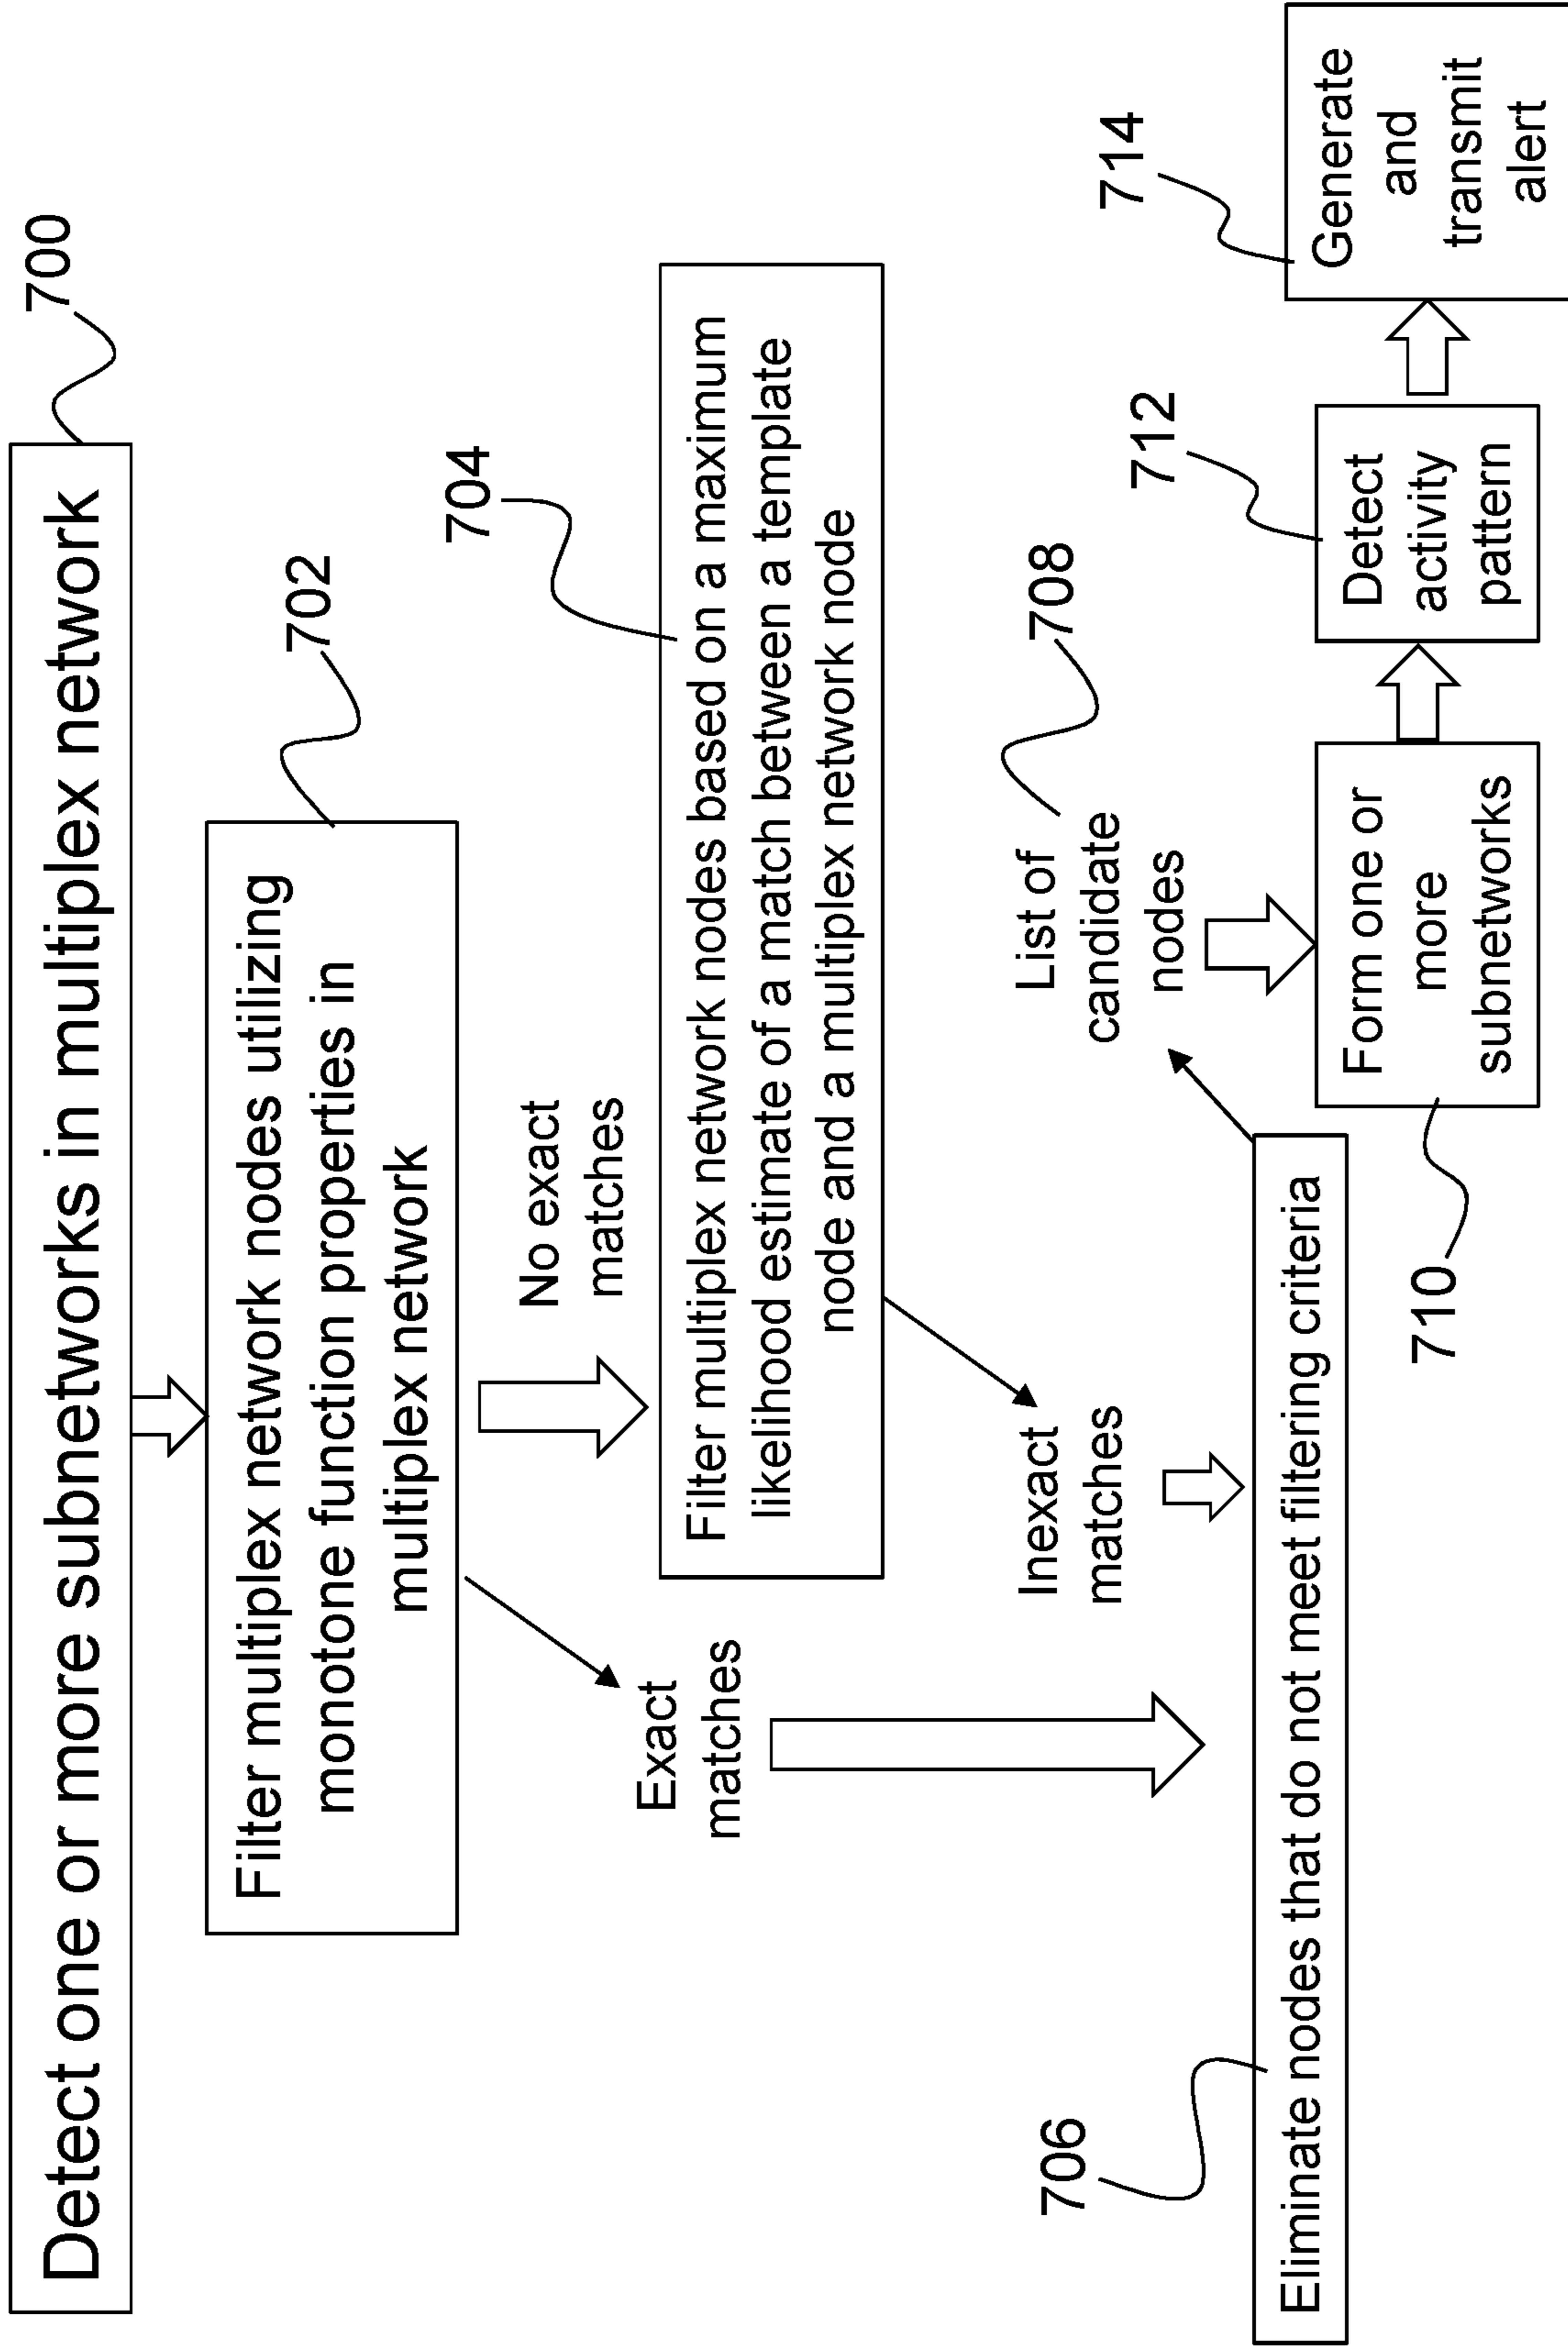 Detect one or more subnetworks in multiplex network
700
Filter multiplex network nodes utilizing
monotone function properties in
multiplex network
702
No exact
matches
704
Filter multiplex network nodes based on a maximum
likelihood estimate of a match between a template
node and a multiplex network node
Exact
matches
Inexact
matches
706
Eliminate nodes that do not meet filtering criteria
List of
candidate
nodes
708
710
Form one or
more
subnetworks
712
Detect
activity
pattern
714
Generate
and
transmit
alert